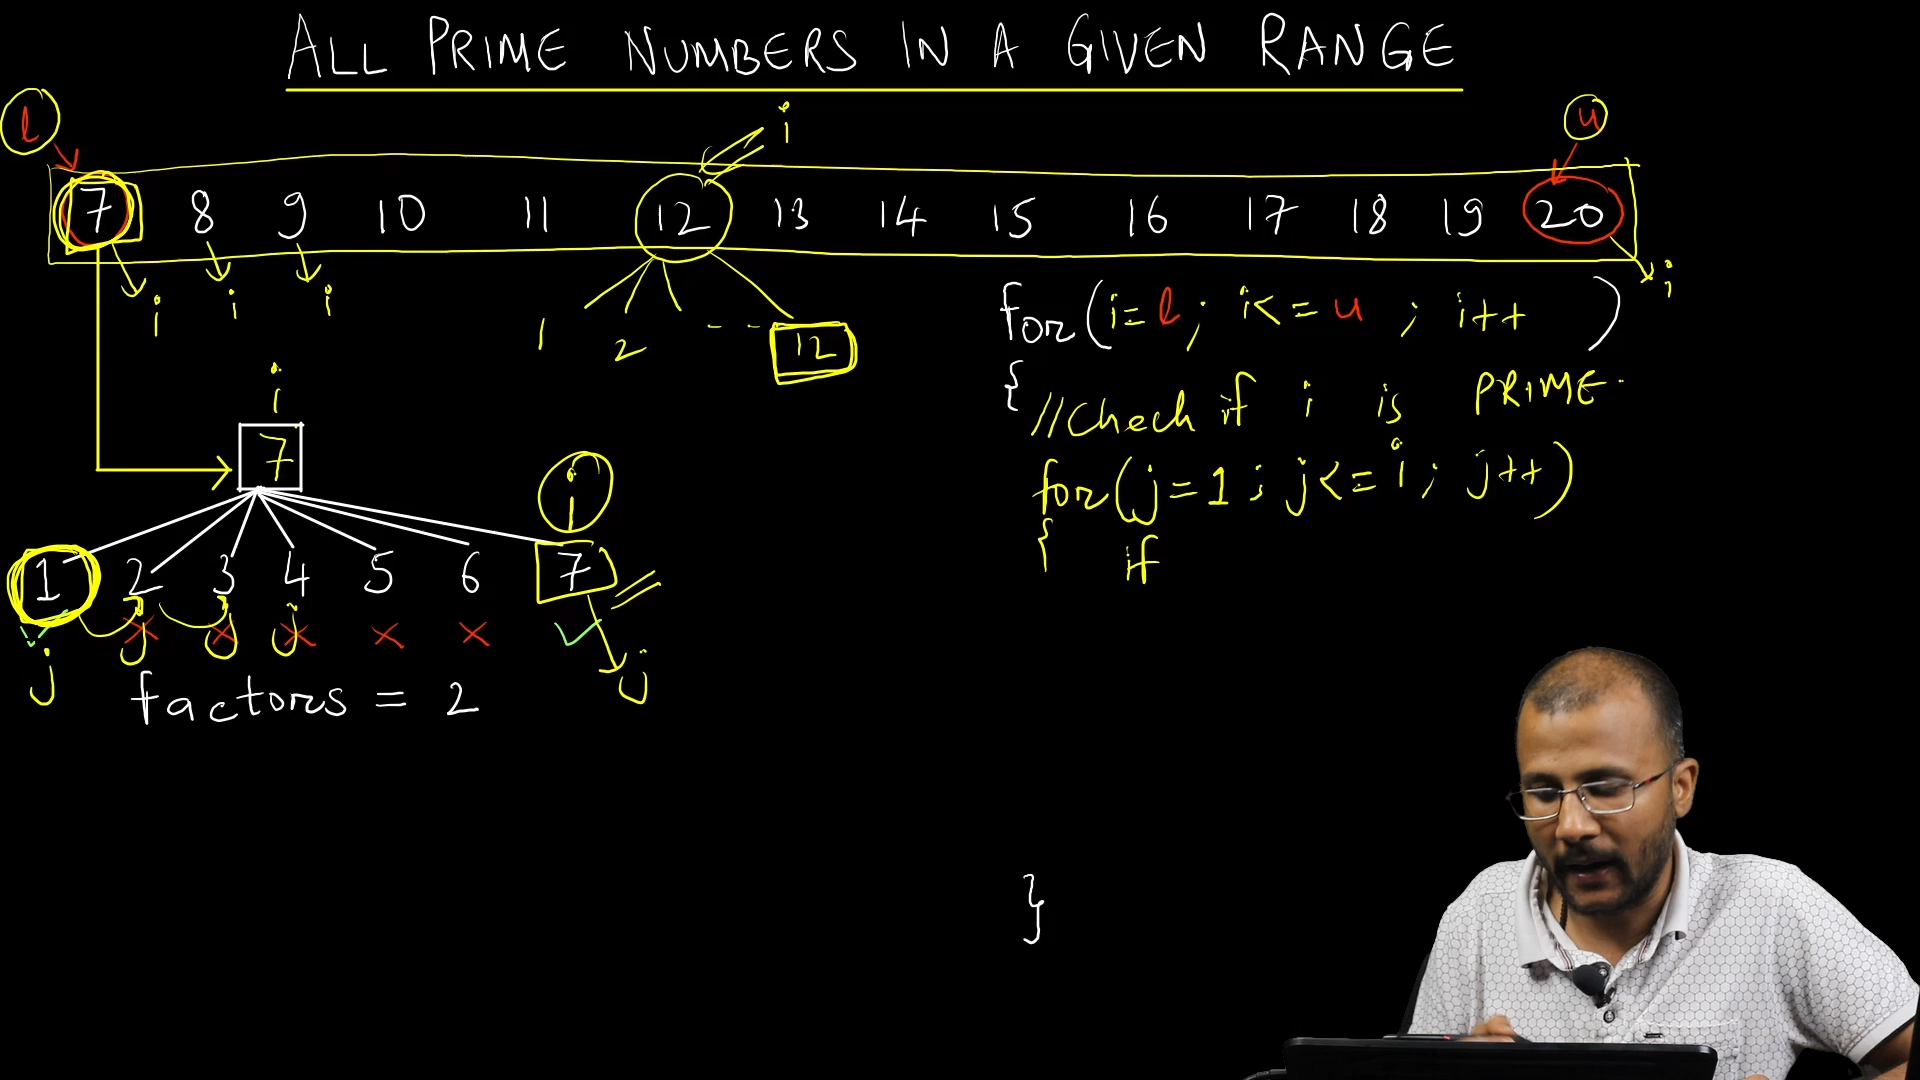 ALL PRIME NUMBERS IN A GIVEN RANGE
l i u
7 8 9 10 11 12 13 14 15 16 17 18 19 20
i i i i
1 2 - - 12
for(i=l; i<=u ; i++ )
{
//Check if i is PRIME.
for(j=1; j<=i; j++)
{
if
i
7
i
1 2 3 4 5 6 7
j j j j j
factors = 2
}